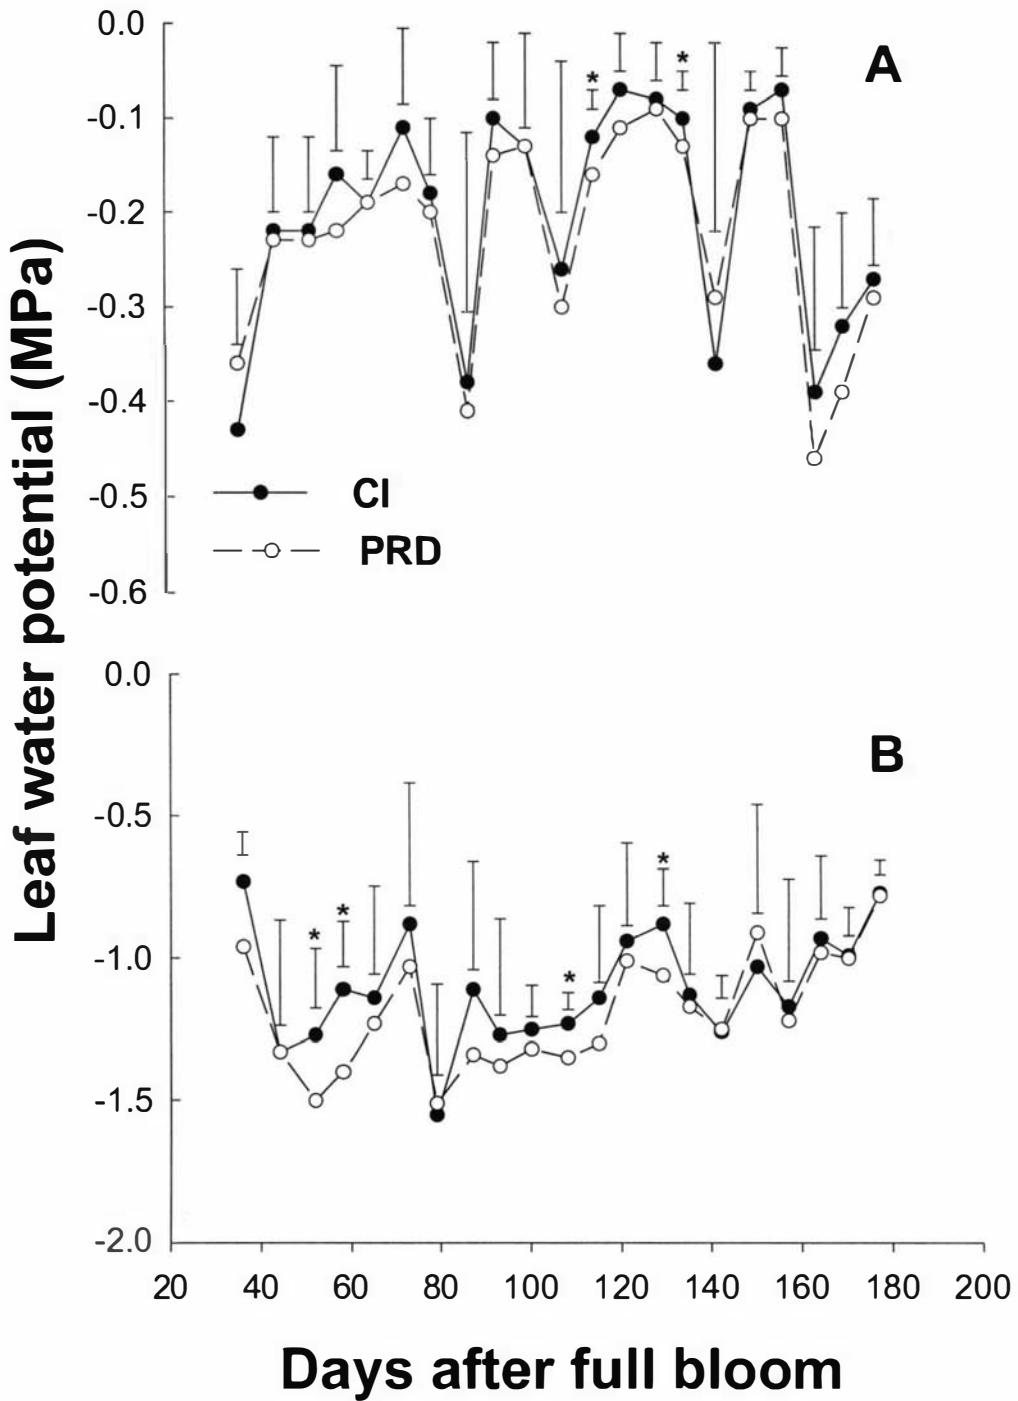 Leaf water potential (MPa)
0.0
-0.1
-0.2
-0.3
-0.4
-0.5
-0.6
A
*
*
CI
PRD
0.0
-0.5
-1.0
-1.5
-2.0
B
*
*
*
*
20 40 60 80 100 120 140 160 180 200
Days after full bloom